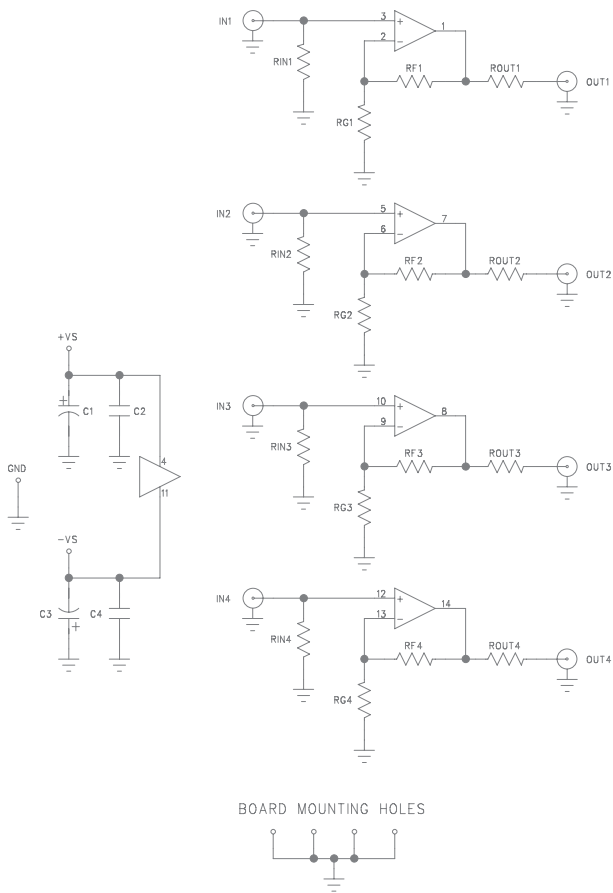 IN1
3
+
2
−
1
RIN1
RF1
ROUT1
OUT1
RG1
IN2
5
+
6
−
7
RIN2
RF2
ROUT2
OUT2
RG2
+VS
+
C1
C2
4
11
GND
−VS
C3
+
C4
IN3
10
+
9
−
8
RIN3
RF3
ROUT3
OUT3
RG3
IN4
12
+
13
−
14
RIN4
RF4
ROUT4
OUT4
RG4
BOARD MOUNTING HOLES